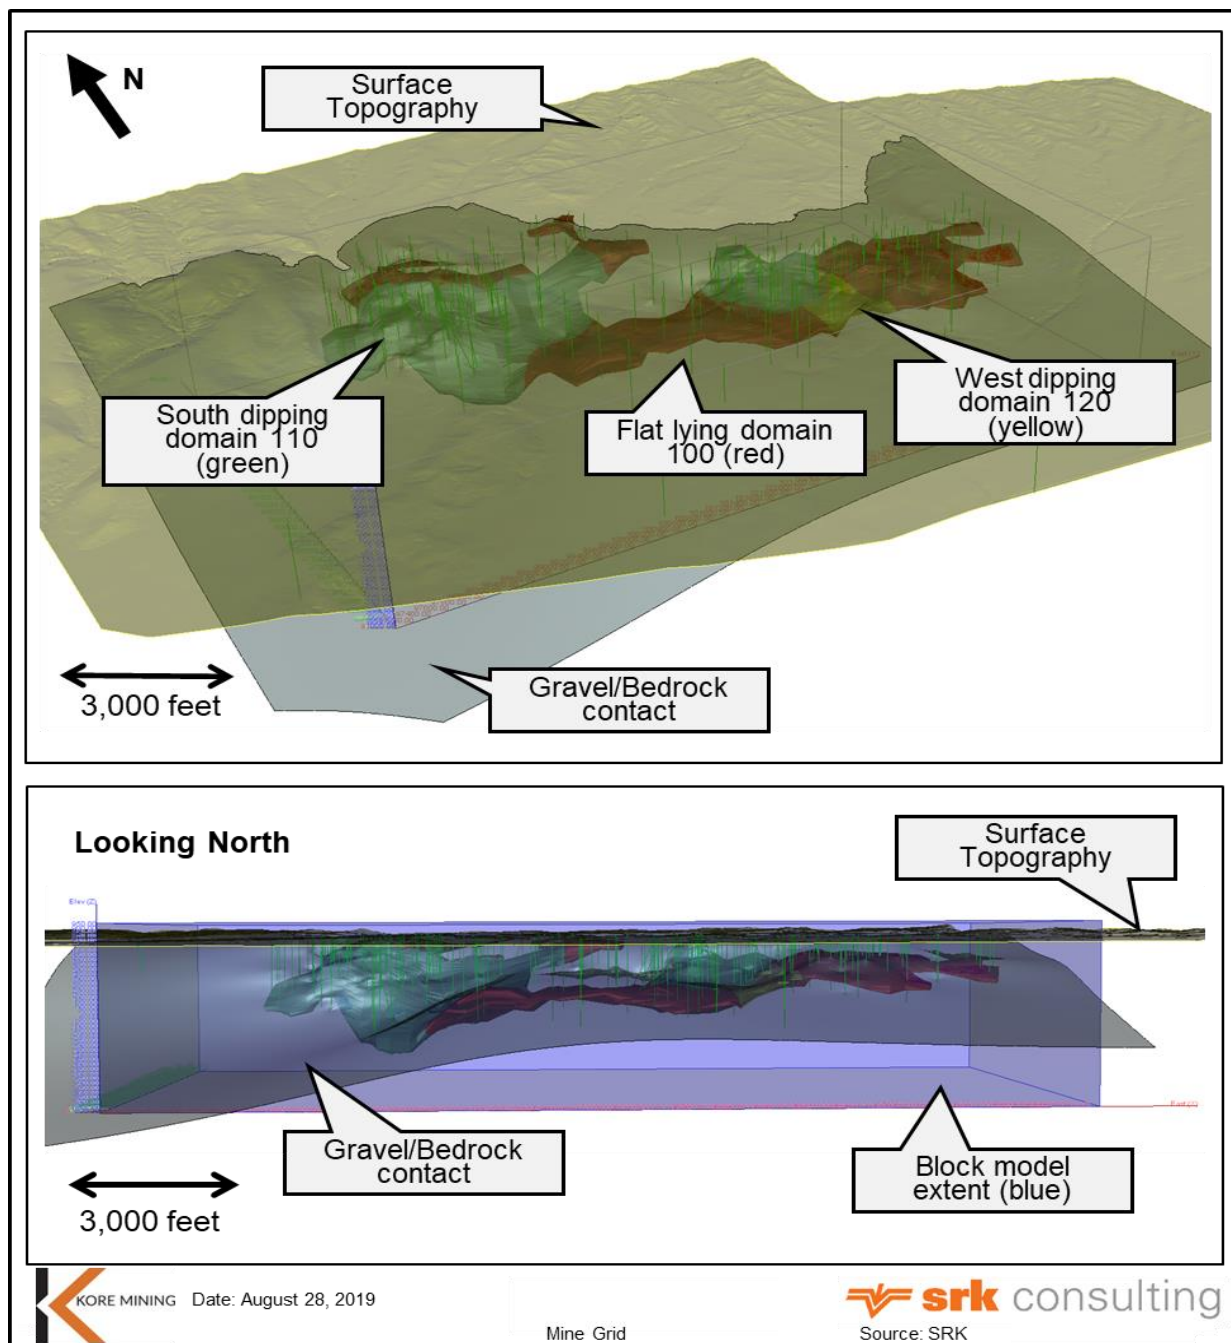 N
Surface
Topography
South dipping
domain 110
(green)
Flat lying domain
100 (red)
West dipping
domain 120
(yellow)
Gravel/Bedrock
contact
3,000 feet
Looking North
Surface
Topography
Elev (Z)
East (X)
Gravel/Bedrock
contact
Block model
extent (blue)
3,000 feet
KORE MINING
Date: August 28, 2019
Mine Grid
srk consulting
Source: SRK